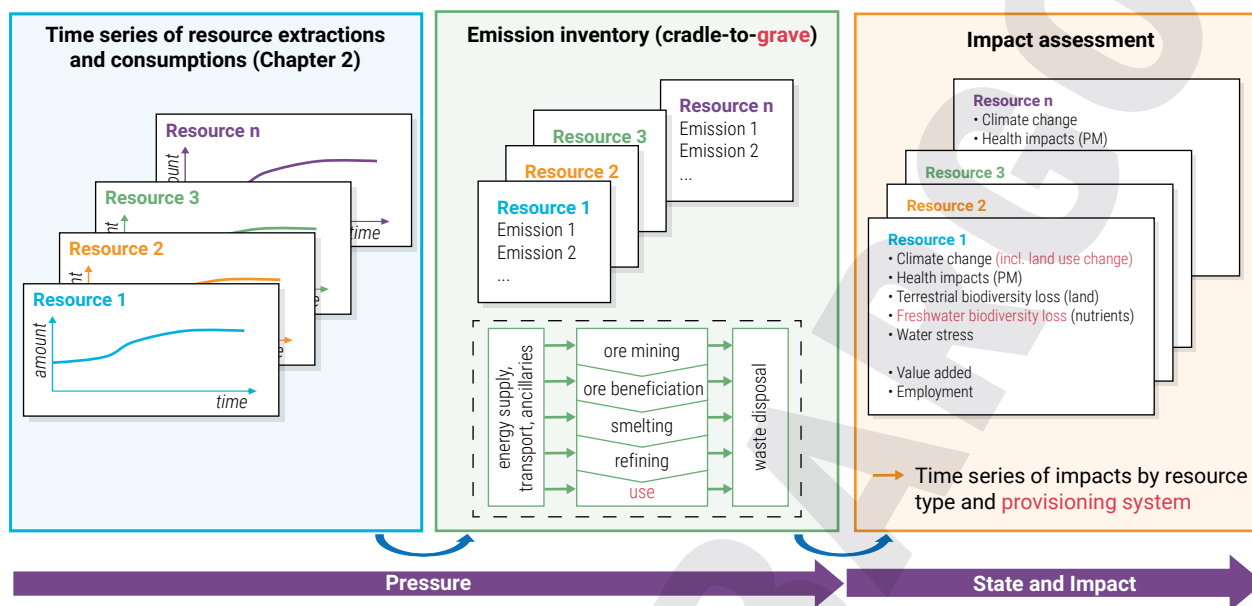 Time series of resource extractions
and consumptions (Chapter 2)
Resource n
amount
time
Resource 3
Resource 2
Resource 1
amount
time
Emission inventory (cradle-to-grave)
Resource n
Emission 1
Emission 2
...
Resource 3
Resource 2
Resource 1
Emission 1
Emission 2
...
energy supply,
transport, ancillaries
ore mining
ore beneficiation
smelting
refining
use
waste disposal
Impact assessment
Resource n
• Climate change
• Health impacts (PM)
Resource 3
Resource 2
Resource 1
• Climate change (incl. land use change)
• Health impacts (PM)
• Terrestrial biodiversity loss (land)
• Freshwater biodiversity loss (nutrients)
• Water stress
• Value added
• Employment
Time series of impacts by resource
type and provisioning system
Pressure
State and Impact